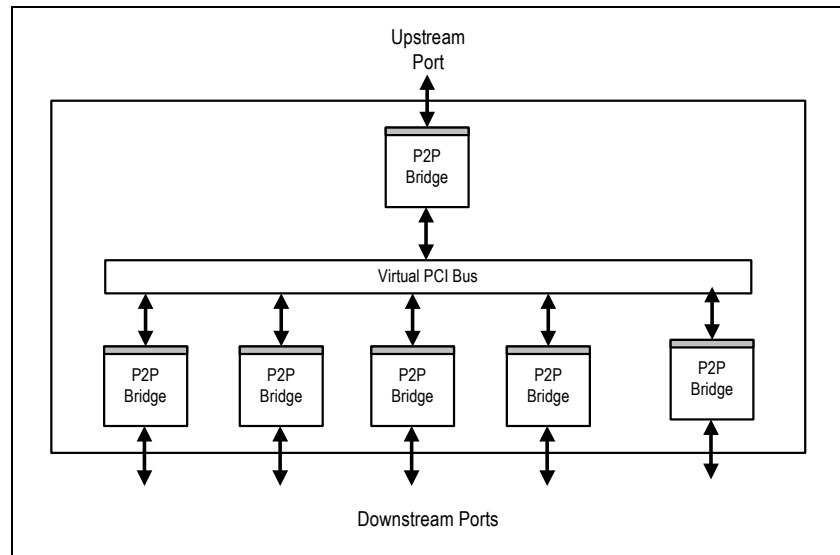 Upstream
Port
P2P
Bridge
Virtual PCI Bus
P2P
Bridge
P2P
Bridge
P2P
Bridge
P2P
Bridge
P2P
Bridge
Downstream Ports